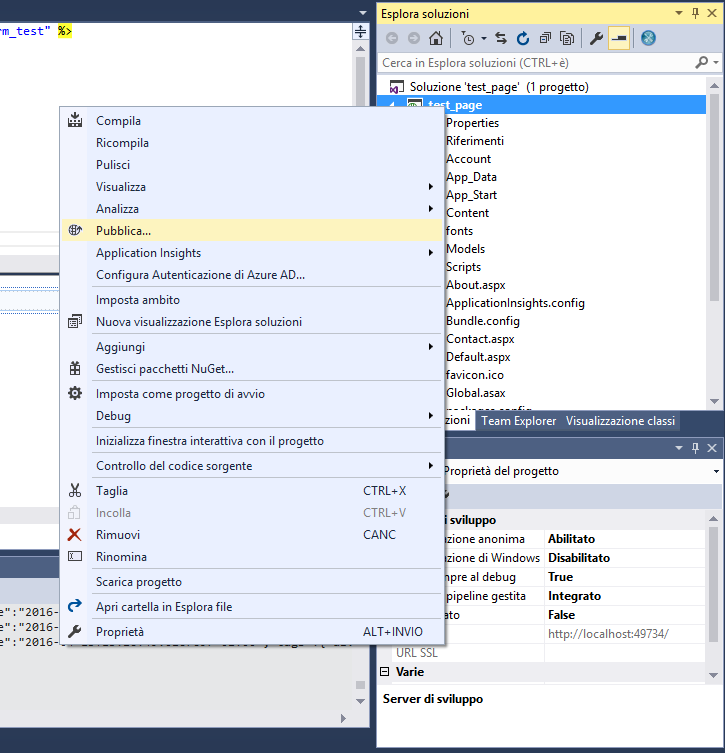 rm_test" %>
Esplora soluzioni
Cerca in Esplora soluzioni (CTRL+è)
Soluzione 'test_page' (1 progetto)
test_page
Properties
Riferimenti
Account
App_Data
App_Start
Content
fonts
Models
Scripts
About.aspx
ApplicationInsights.config
Bundle.config
Contact.aspx
Default.aspx
favicon.ico
Global.asax
packages.config
Compila
Ricompila
Pulisci
Visualizza
Analizza
Pubblica...
Application Insights
Configura Autenticazione di Azure AD...
Imposta ambito
Nuova visualizzazione Esplora soluzioni
Aggiungi
Gestisci pacchetti NuGet...
Imposta come progetto di avvio
Debug
Inizializza finestra interattiva con il progetto
Controllo del codice sorgente
Taglia CTRL+X
Incolla CTRL+V
Rimuovi CANC
Rinomina
Scarica progetto
Apri cartella in Esplora file
Proprietà ALT+INVIO
zioni Team Explorer Visualizzazione classi
Proprietà del progetto
i sviluppo
zione anonima Abilitato
zione di Windows Disabilitato
mpre al debug True
pipeline gestita Integrato
ato False
http://localhost:49734/
URL SSL
Varie
Server di sviluppo
e":"2016-
e":"2016-
e":"2016-